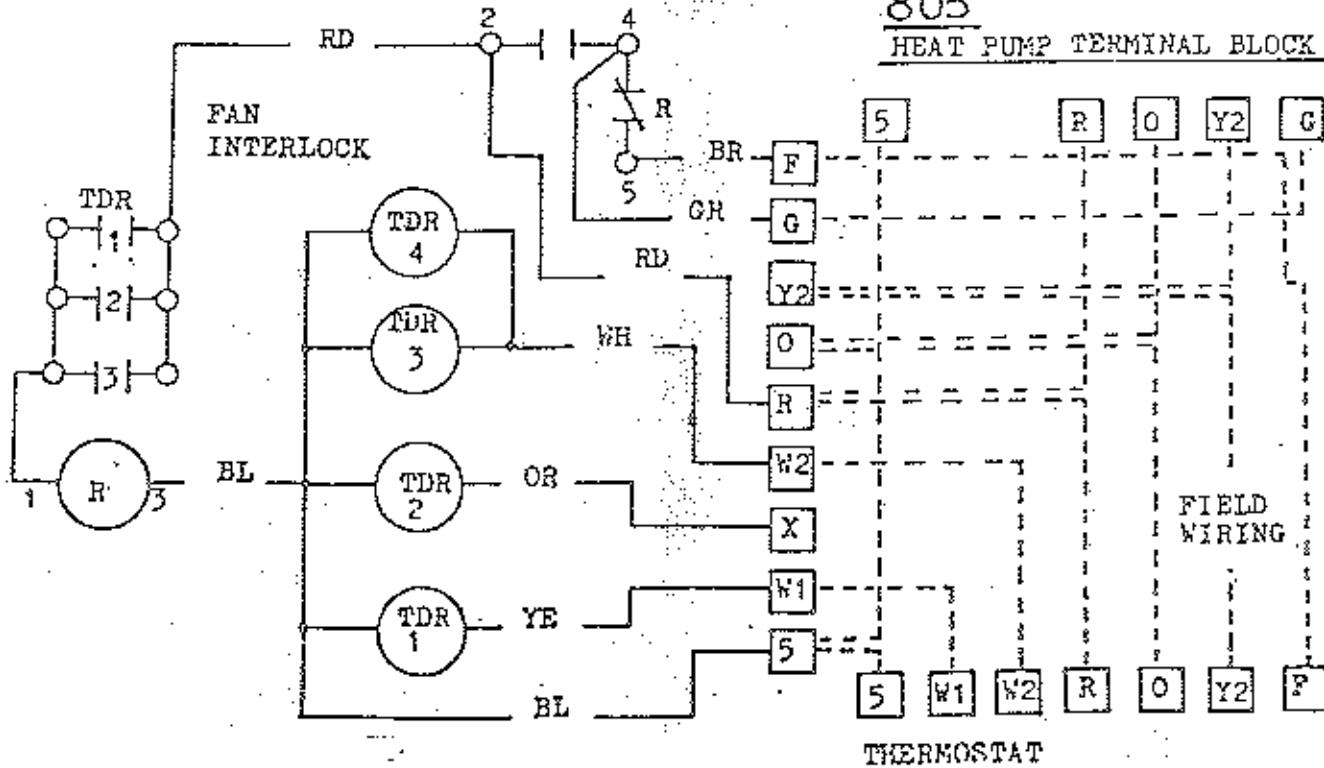 805
HEAT PUMP TERMINAL BLOCK
2 4
RD
5 R O Y2 G
FAN
INTERLOCK
R
BR F
5
TDR
1
GR G
TDR
4
RD
Y2
2
TDR
3
WH
O
3
R
W2
1 R 3
BL
TDR
2
OR
X
FIELD
WIRING
W1
TDR
1
YE
5
BL
5 W1 W2 R O Y2 F
THERMOSTAT